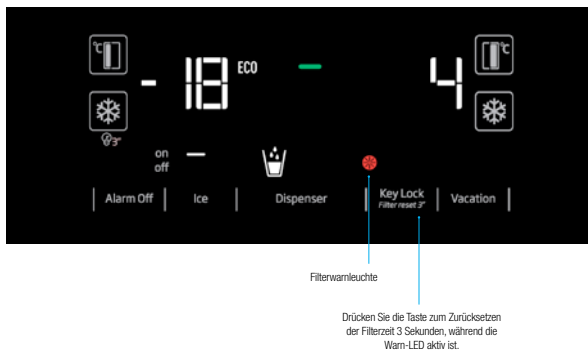 °C
- 18 ECO
4
°C
3"
on
off
Alarm Off
Ice
Dispenser
Key Lock
Filter reset 3"
Vacation
Filterwarnleuchte
Drücken Sie die Taste zum Zurücksetzen
der Filterzeit 3 Sekunden, während die
Warn-LED aktiv ist.